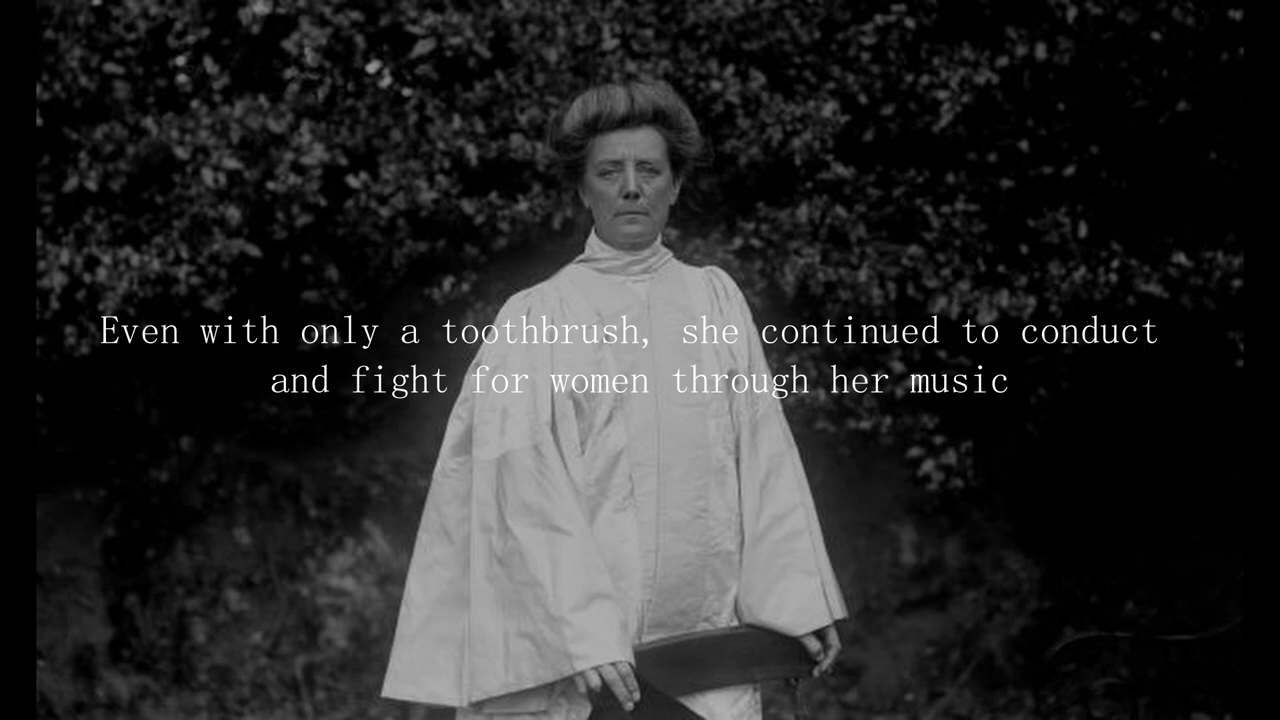 Even with only a toothbrush, she continued to conduct
and fight for women through her music